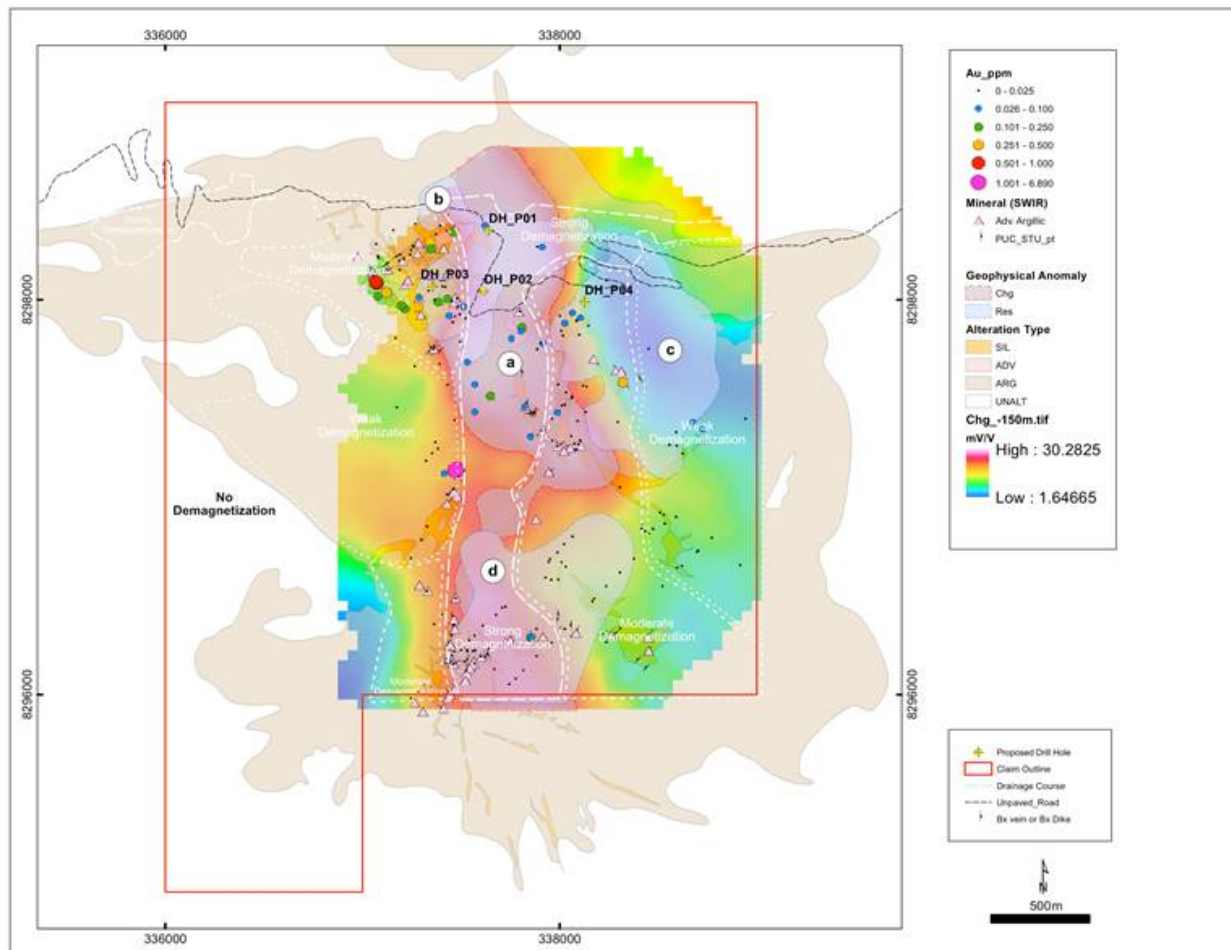 336000
338000
8298000
8298000
8296000
8296000
336000
338000
b
DH_P01
Strong
Demagnetization
Moderate
Demagnetization
DH_P03
DH_P02
DH_P04
a
c
Weak
Demagnetization
Weak
Demagnetization
No
Demagnetization
d
Strong
Demagnetization
Moderate
Demagnetization
Moderate
Demagnetization
Au_ppm
0 - 0.025
0.026 - 0.100
0.101 - 0.250
0.251 - 0.500
0.501 - 1.000
1.001 - 6.890
Mineral (SWIR)
Adv. Argillic
PUC_STU_pt
Geophysical Anomaly
Chg
Res
Alteration Type
SIL
ADV
ARG
UNALT
Chg_-150m.tif
mV/V
High : 30.2825
Low : 1.64665
Proposed Drill Hole
Claim Outline
Drainage Course
Unpaved_Road
Bx vein or Bx Dike
N
500m